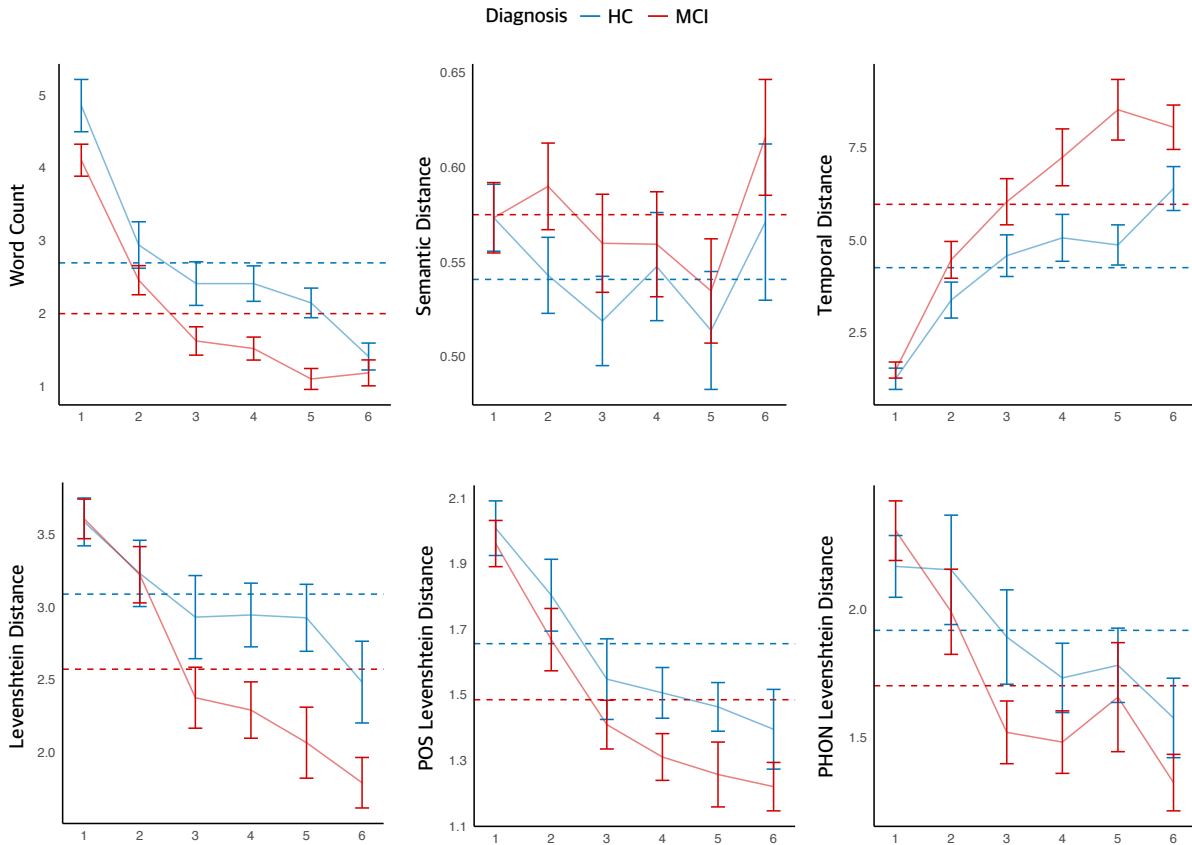 Diagnosis HC MCI
Word Count
5
4
3
2
1
1 2 3 4 5 6
Semantic Distance
0.65
0.60
0.55
0.50
1 2 3 4 5 6
Temporal Distance
7.5
5.0
2.5
1 2 3 4 5 6
Levenshtein Distance
3.5
3.0
2.5
2.0
1 2 3 4 5 6
POS Levenshtein Distance
2.1
1.9
1.7
1.5
1.3
1.1
1 2 3 4 5 6
PHON Levenshtein Distance
2.0
1.5
1 2 3 4 5 6